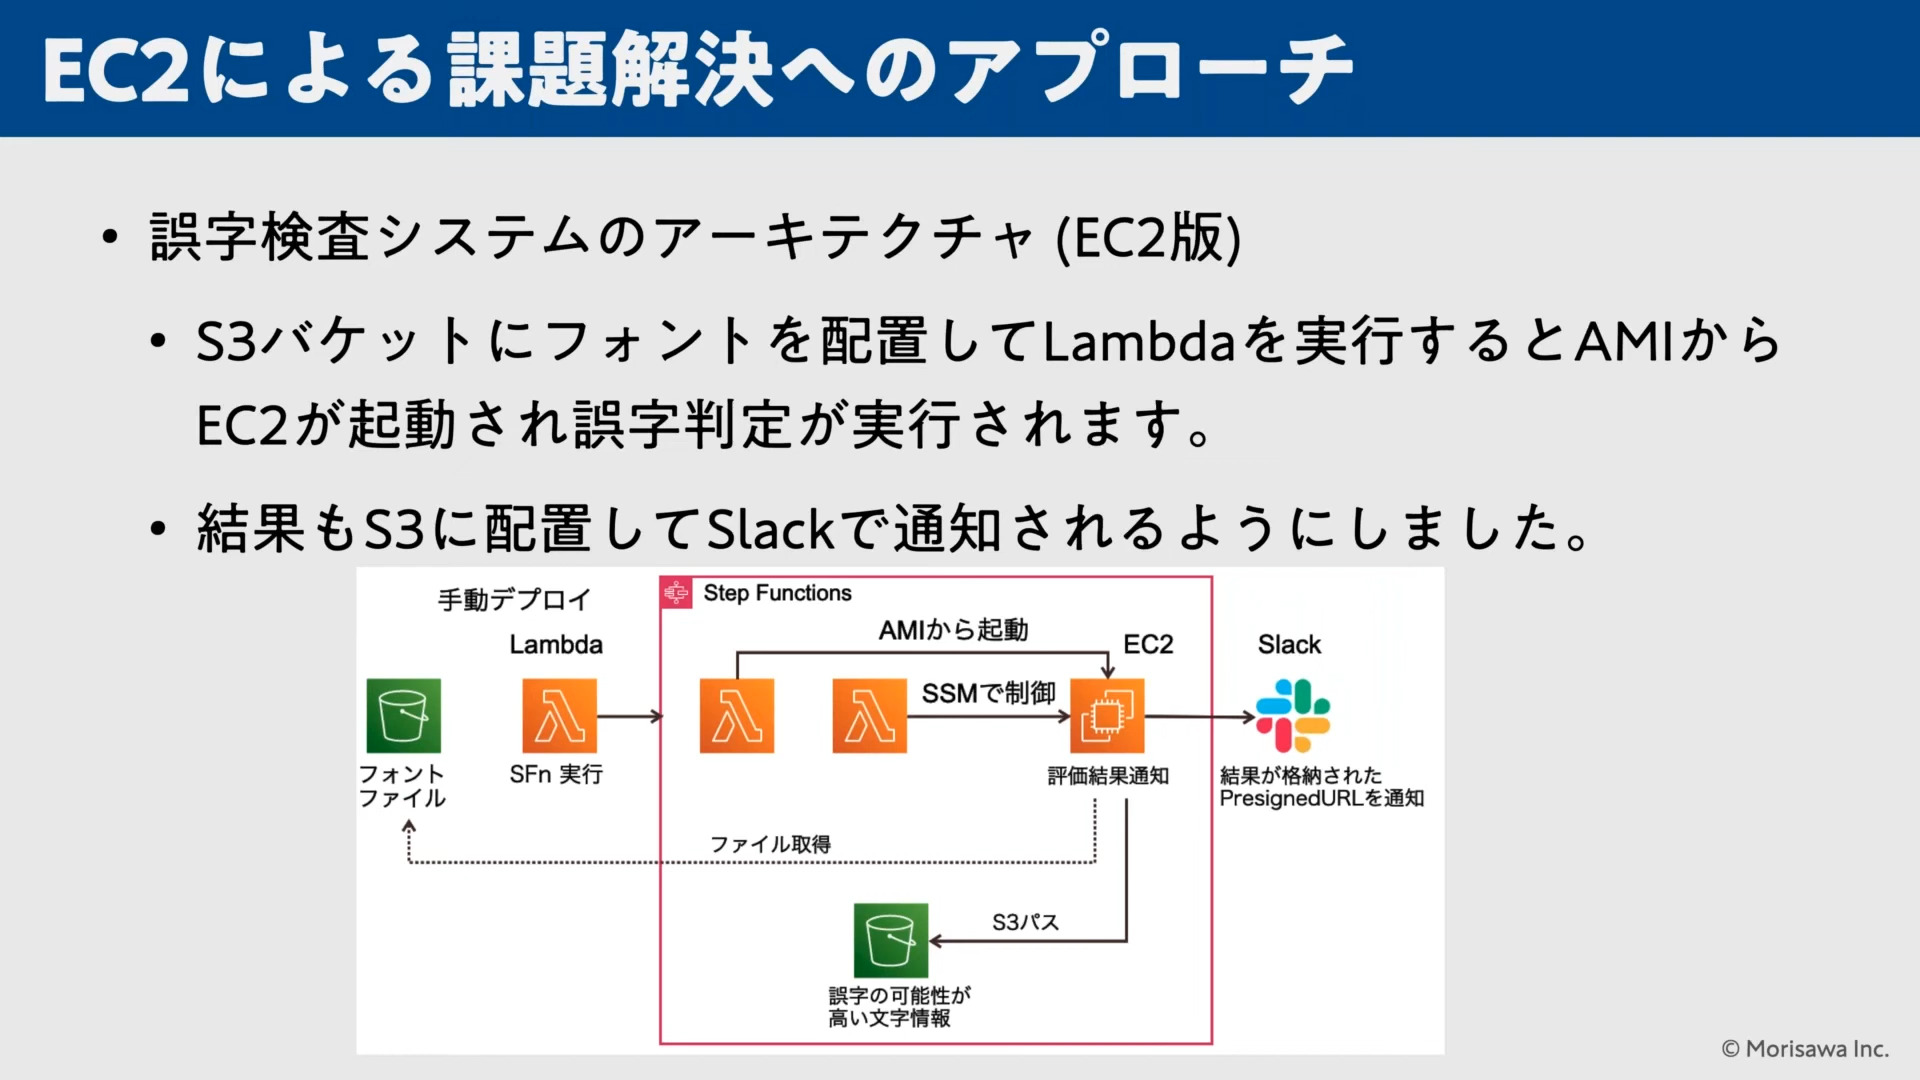 EC2による課題解決へのアプローチ
• 誤字検査システムのアーキテクチャ (EC2版)
• S3バケットにフォントを配置してLambdaを実行するとAMIから
EC2が起動され誤字判定が実行されます。
• 結果もS3に配置してSlackで通知されるようにしました。
手動デプロイ
Step Functions
AMIから起動
Lambda
EC2
Slack
SSMで制御
フォント
ファイル
SFn 実行
評価結果通知
結果が格納された
PresignedURLを通知
ファイル取得
S3パス
誤字の可能性が
高い文字情報
© Morisawa Inc.